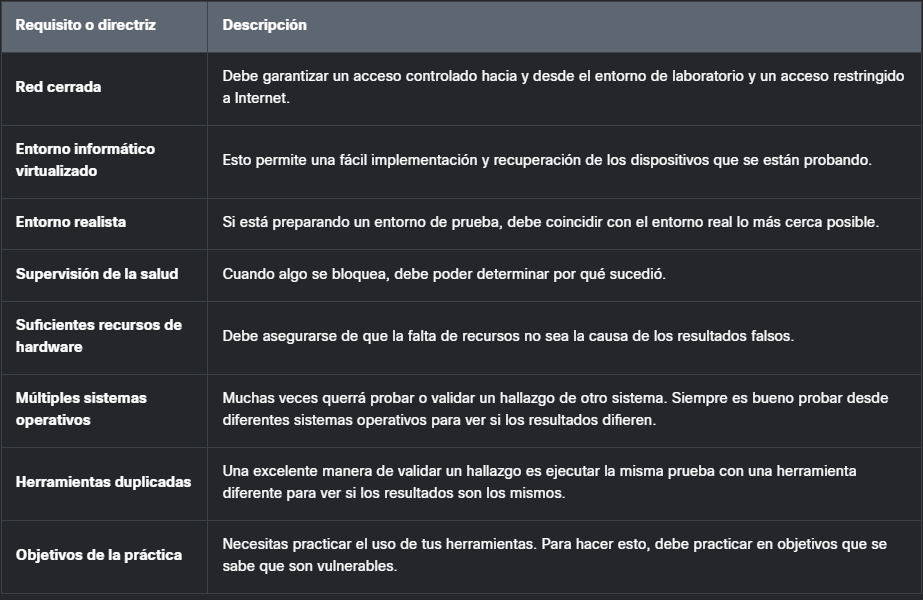 Requisito o directriz
Descripción
Red cerrada
Debe garantizar un acceso controlado hacia y desde el entorno de laboratorio y un acceso restringido
a Internet.
Entorno informático
virtualizado
Esto permite una fácil implementación y recuperación de los dispositivos que se están probando.
Entorno realista
Si está preparando un entorno de prueba, debe coincidir con el entorno real lo más cerca posible.
Supervisión de la salud
Cuando algo se bloquea, debe poder determinar por qué sucedió.
Suficientes recursos de
hardware
Debe asegurarse de que la falta de recursos no sea la causa de los resultados falsos.
Múltiples sistemas
operativos
Muchas veces querrá probar o validar un hallazgo de otro sistema. Siempre es bueno probar desde
diferentes sistemas operativos para ver si los resultados difieren.
Herramientas duplicadas
Una excelente manera de validar un hallazgo es ejecutar la misma prueba con una herramienta
diferente para ver si los resultados son los mismos.
Objetivos de la práctica
Necesitas practicar el uso de tus herramientas. Para hacer esto, debe practicar en objetivos que se
sabe que son vulnerables.